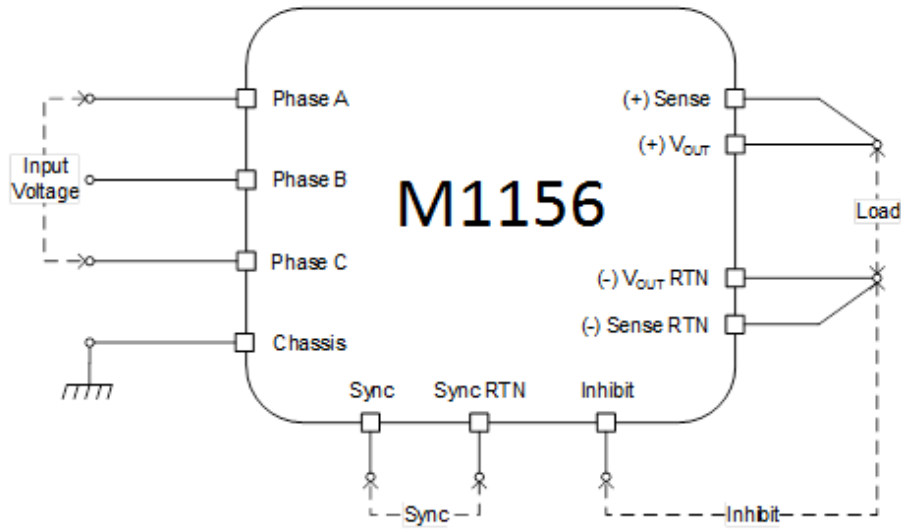 Phase A
Phase B
Phase C
Chassis
Input
Voltage
M1156
(+) Sense
(+) VOUT
(-) VOUT RTN
(-) Sense RTN
Load
Sync
Sync RTN
Inhibit
Sync
Inhibit